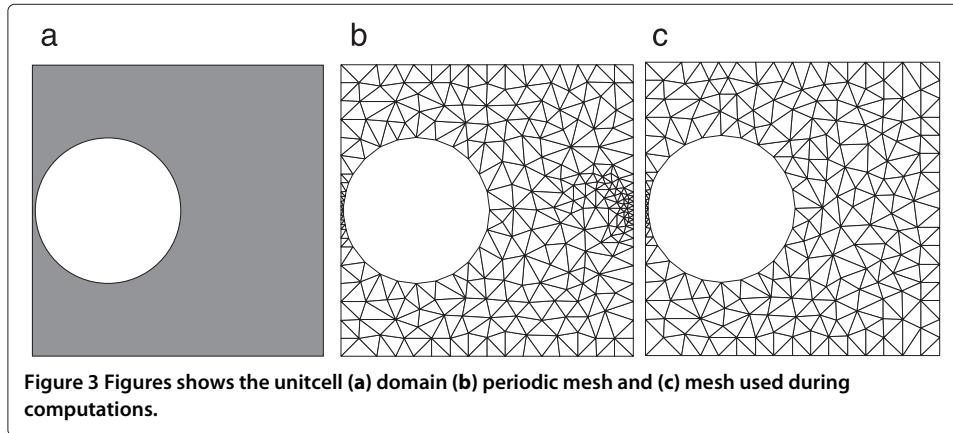 a
b
c
Figure 3 Figures shows the unitcell (a) domain (b) periodic mesh and (c) mesh used during
computations.